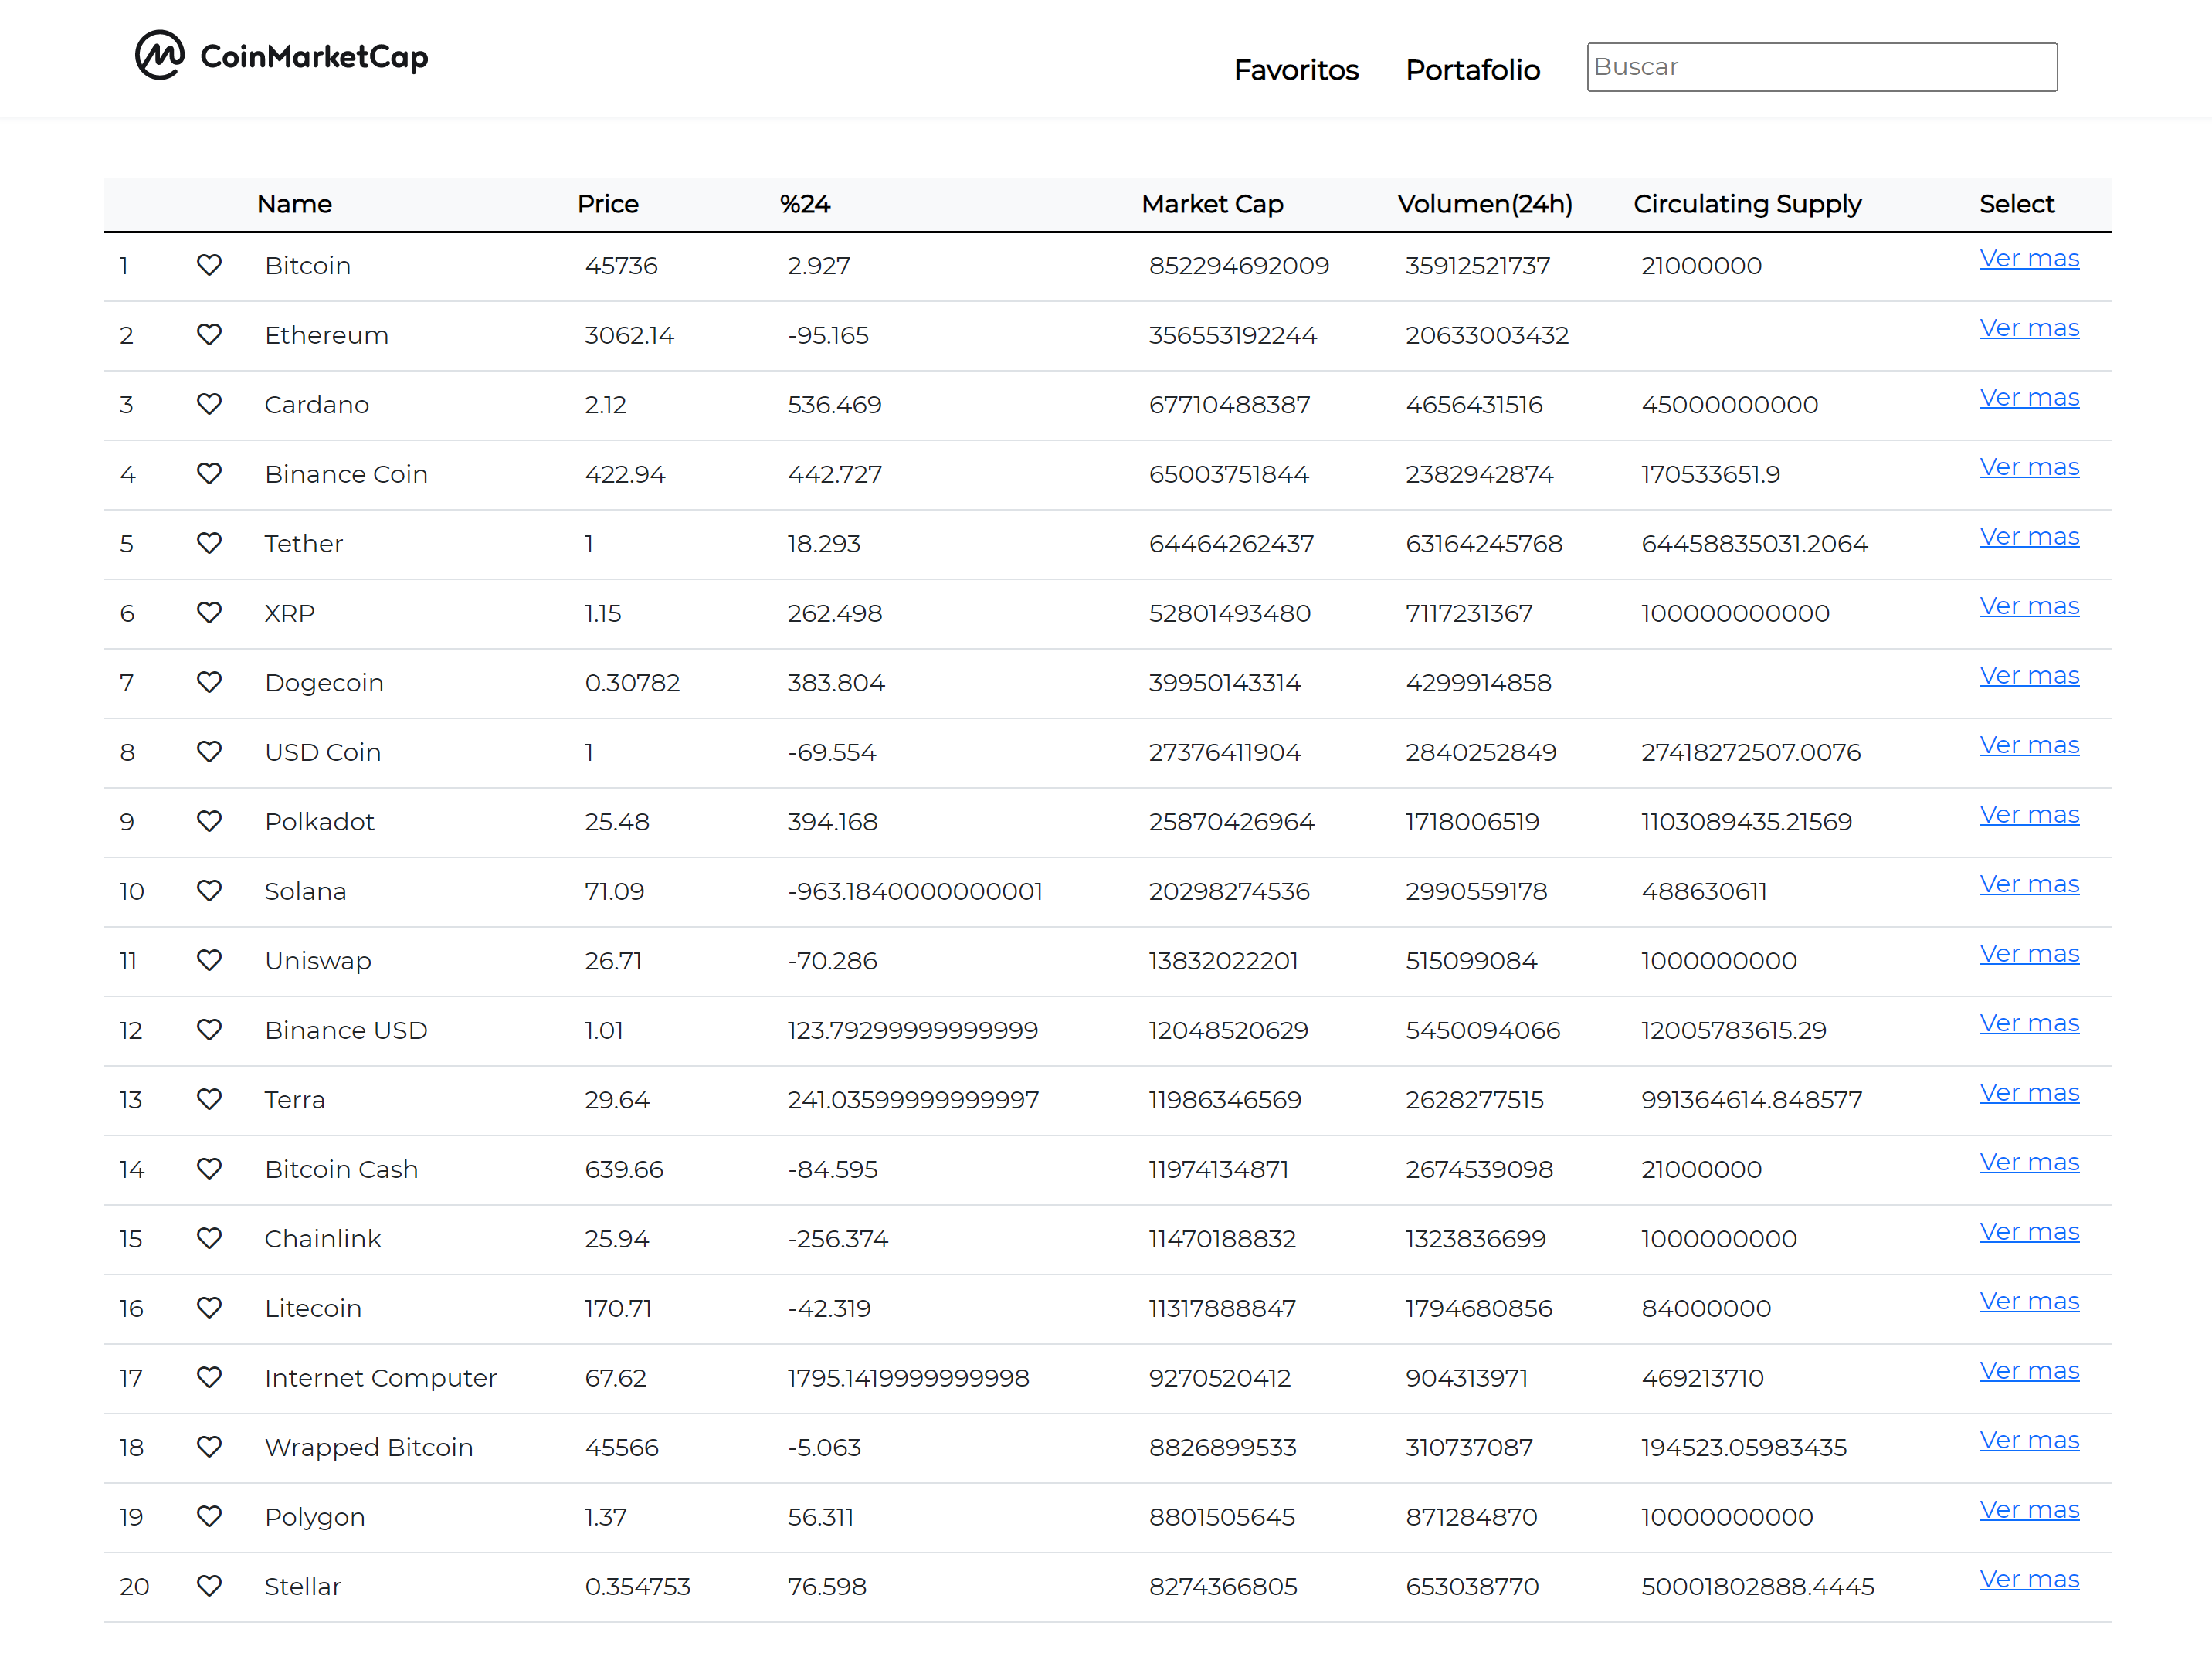 CoinMarketCap Favoritos Portafolio Buscar
Name Price %24 Market Cap Volumen(24h) Circulating Supply Select
1 Bitcoin 45736 2.927 852294692009 35912521737 21000000 Ver mas
2 Ethereum 3062.14 -95.165 356553192244 20633003432 Ver mas
3 Cardano 2.12 536.469 67710488387 4656431516 45000000000 Ver mas
4 Binance Coin 422.94 442.727 65003751844 2382942874 170533651.9 Ver mas
5 Tether 1 18.293 64464262437 63164245768 64458835031.2064 Ver mas
6 XRP 1.15 262.498 52801493480 7117231367 100000000000 Ver mas
7 Dogecoin 0.30782 383.804 39950143314 4299914858 Ver mas
8 USD Coin 1 -69.554 27376411904 2840252849 27418272507.0076 Ver mas
9 Polkadot 25.48 394.168 25870426964 1718006519 1103089435.21569 Ver mas
10 Solana 71.09 -963.1840000000001 20298274536 2990559178 488630611 Ver mas
11 Uniswap 26.71 -70.286 13832022201 515099084 1000000000 Ver mas
12 Binance USD 1.01 123.79299999999999 12048520629 5450094066 12005783615.29 Ver mas
13 Terra 29.64 241.03599999999997 11986346569 2628277515 991364614.848577 Ver mas
14 Bitcoin Cash 639.66 -84.595 11974134871 2674539098 21000000 Ver mas
15 Chainlink 25.94 -256.374 11470188832 1323836699 1000000000 Ver mas
16 Litecoin 170.71 -42.319 11317888847 1794680856 84000000 Ver mas
17 Internet Computer 67.62 1795.1419999999998 9270520412 904313971 469213710 Ver mas
18 Wrapped Bitcoin 45566 -5.063 8826899533 310737087 194523.05983435 Ver mas
19 Polygon 1.37 56.311 8801505645 871284870 10000000000 Ver mas
20 Stellar 0.354753 76.598 8274366805 653038770 50001802888.4445 Ver mas